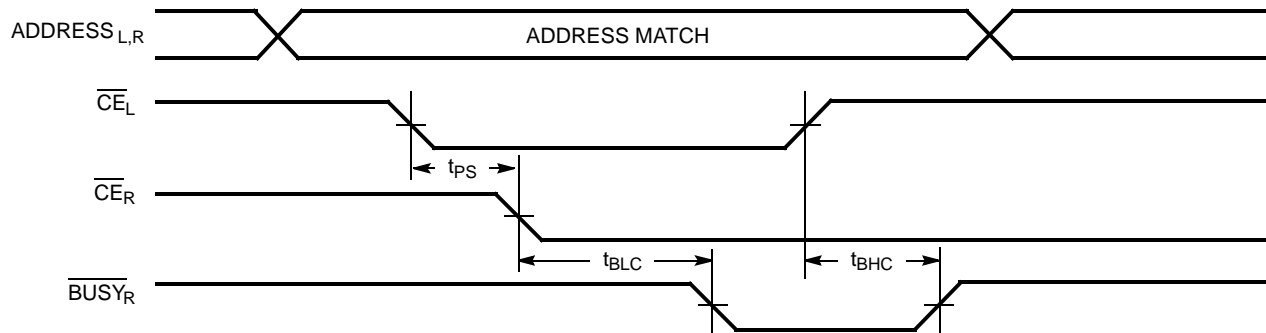 ADDRESS L,R
ADDRESS MATCH
CE L
t PS
CE R
t BLC
t BHC
BUSY R